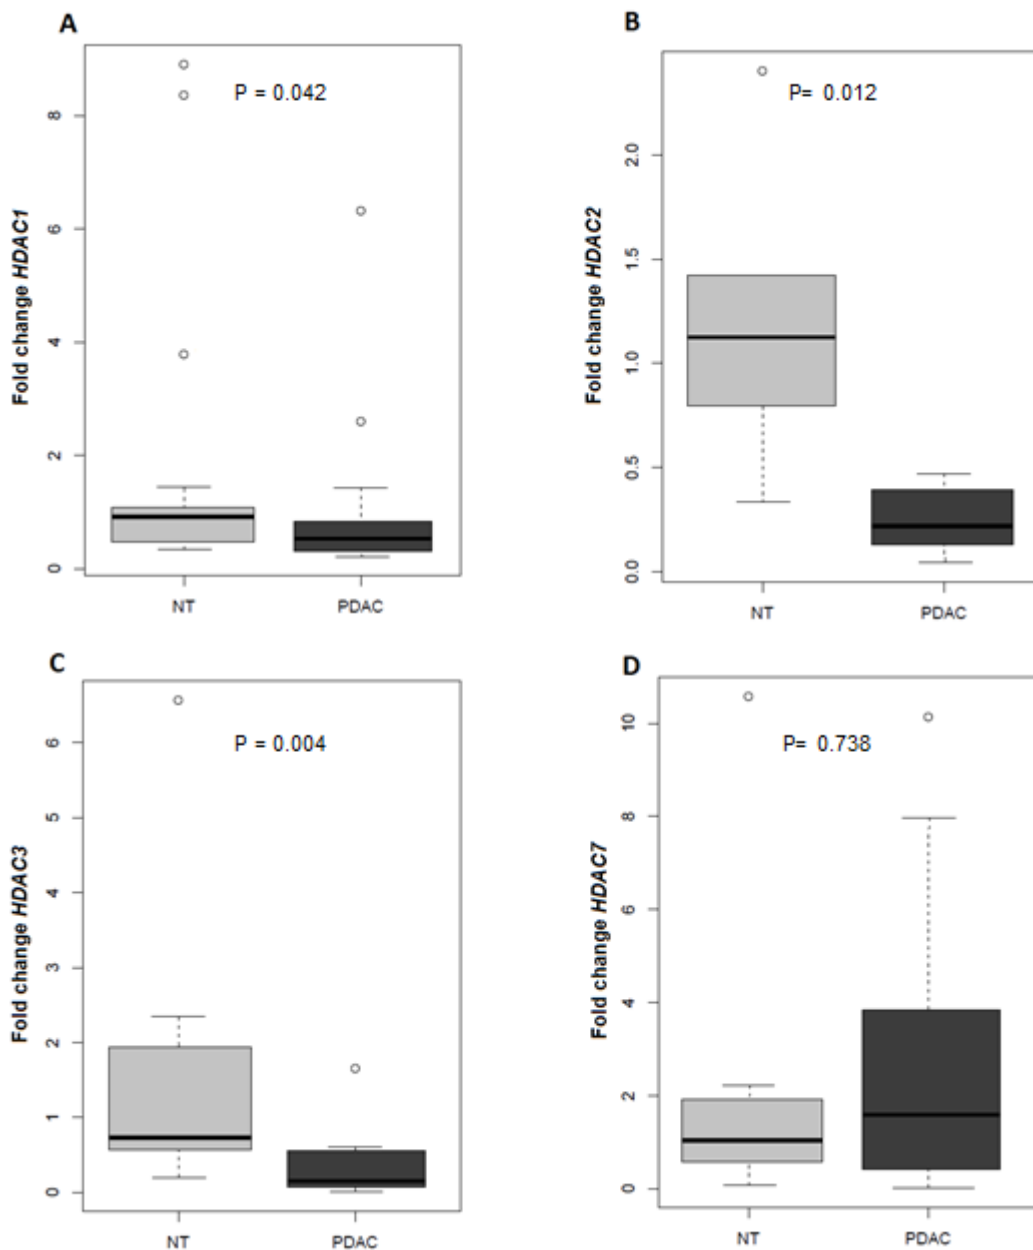 A
P = 0.042
Fold change HDAC1
8
6
4
2
0
NT PDAC
B
P= 0.012
Fold change HDAC2
2.0
1.5
1.0
0.5
0.0
NT PDAC
C
P = 0.004
Fold change HDAC3
6
5
4
3
2
1
0
NT PDAC
D
P= 0.738
Fold change HDAC7
10
8
6
4
2
0
NT PDAC